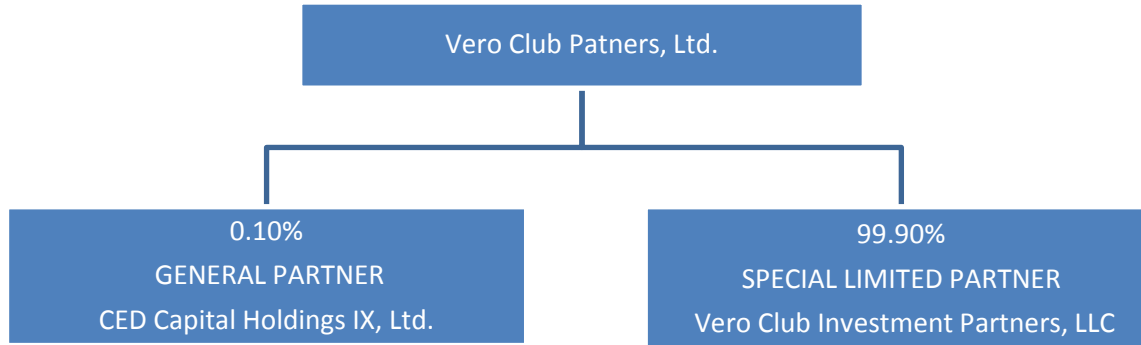 Vero Club Patners, Ltd.
0.10%
GENERAL PARTNER
CED Capital Holdings IX, Ltd.
99.90%
SPECIAL LIMITED PARTNER
Vero Club Investment Partners, LLC